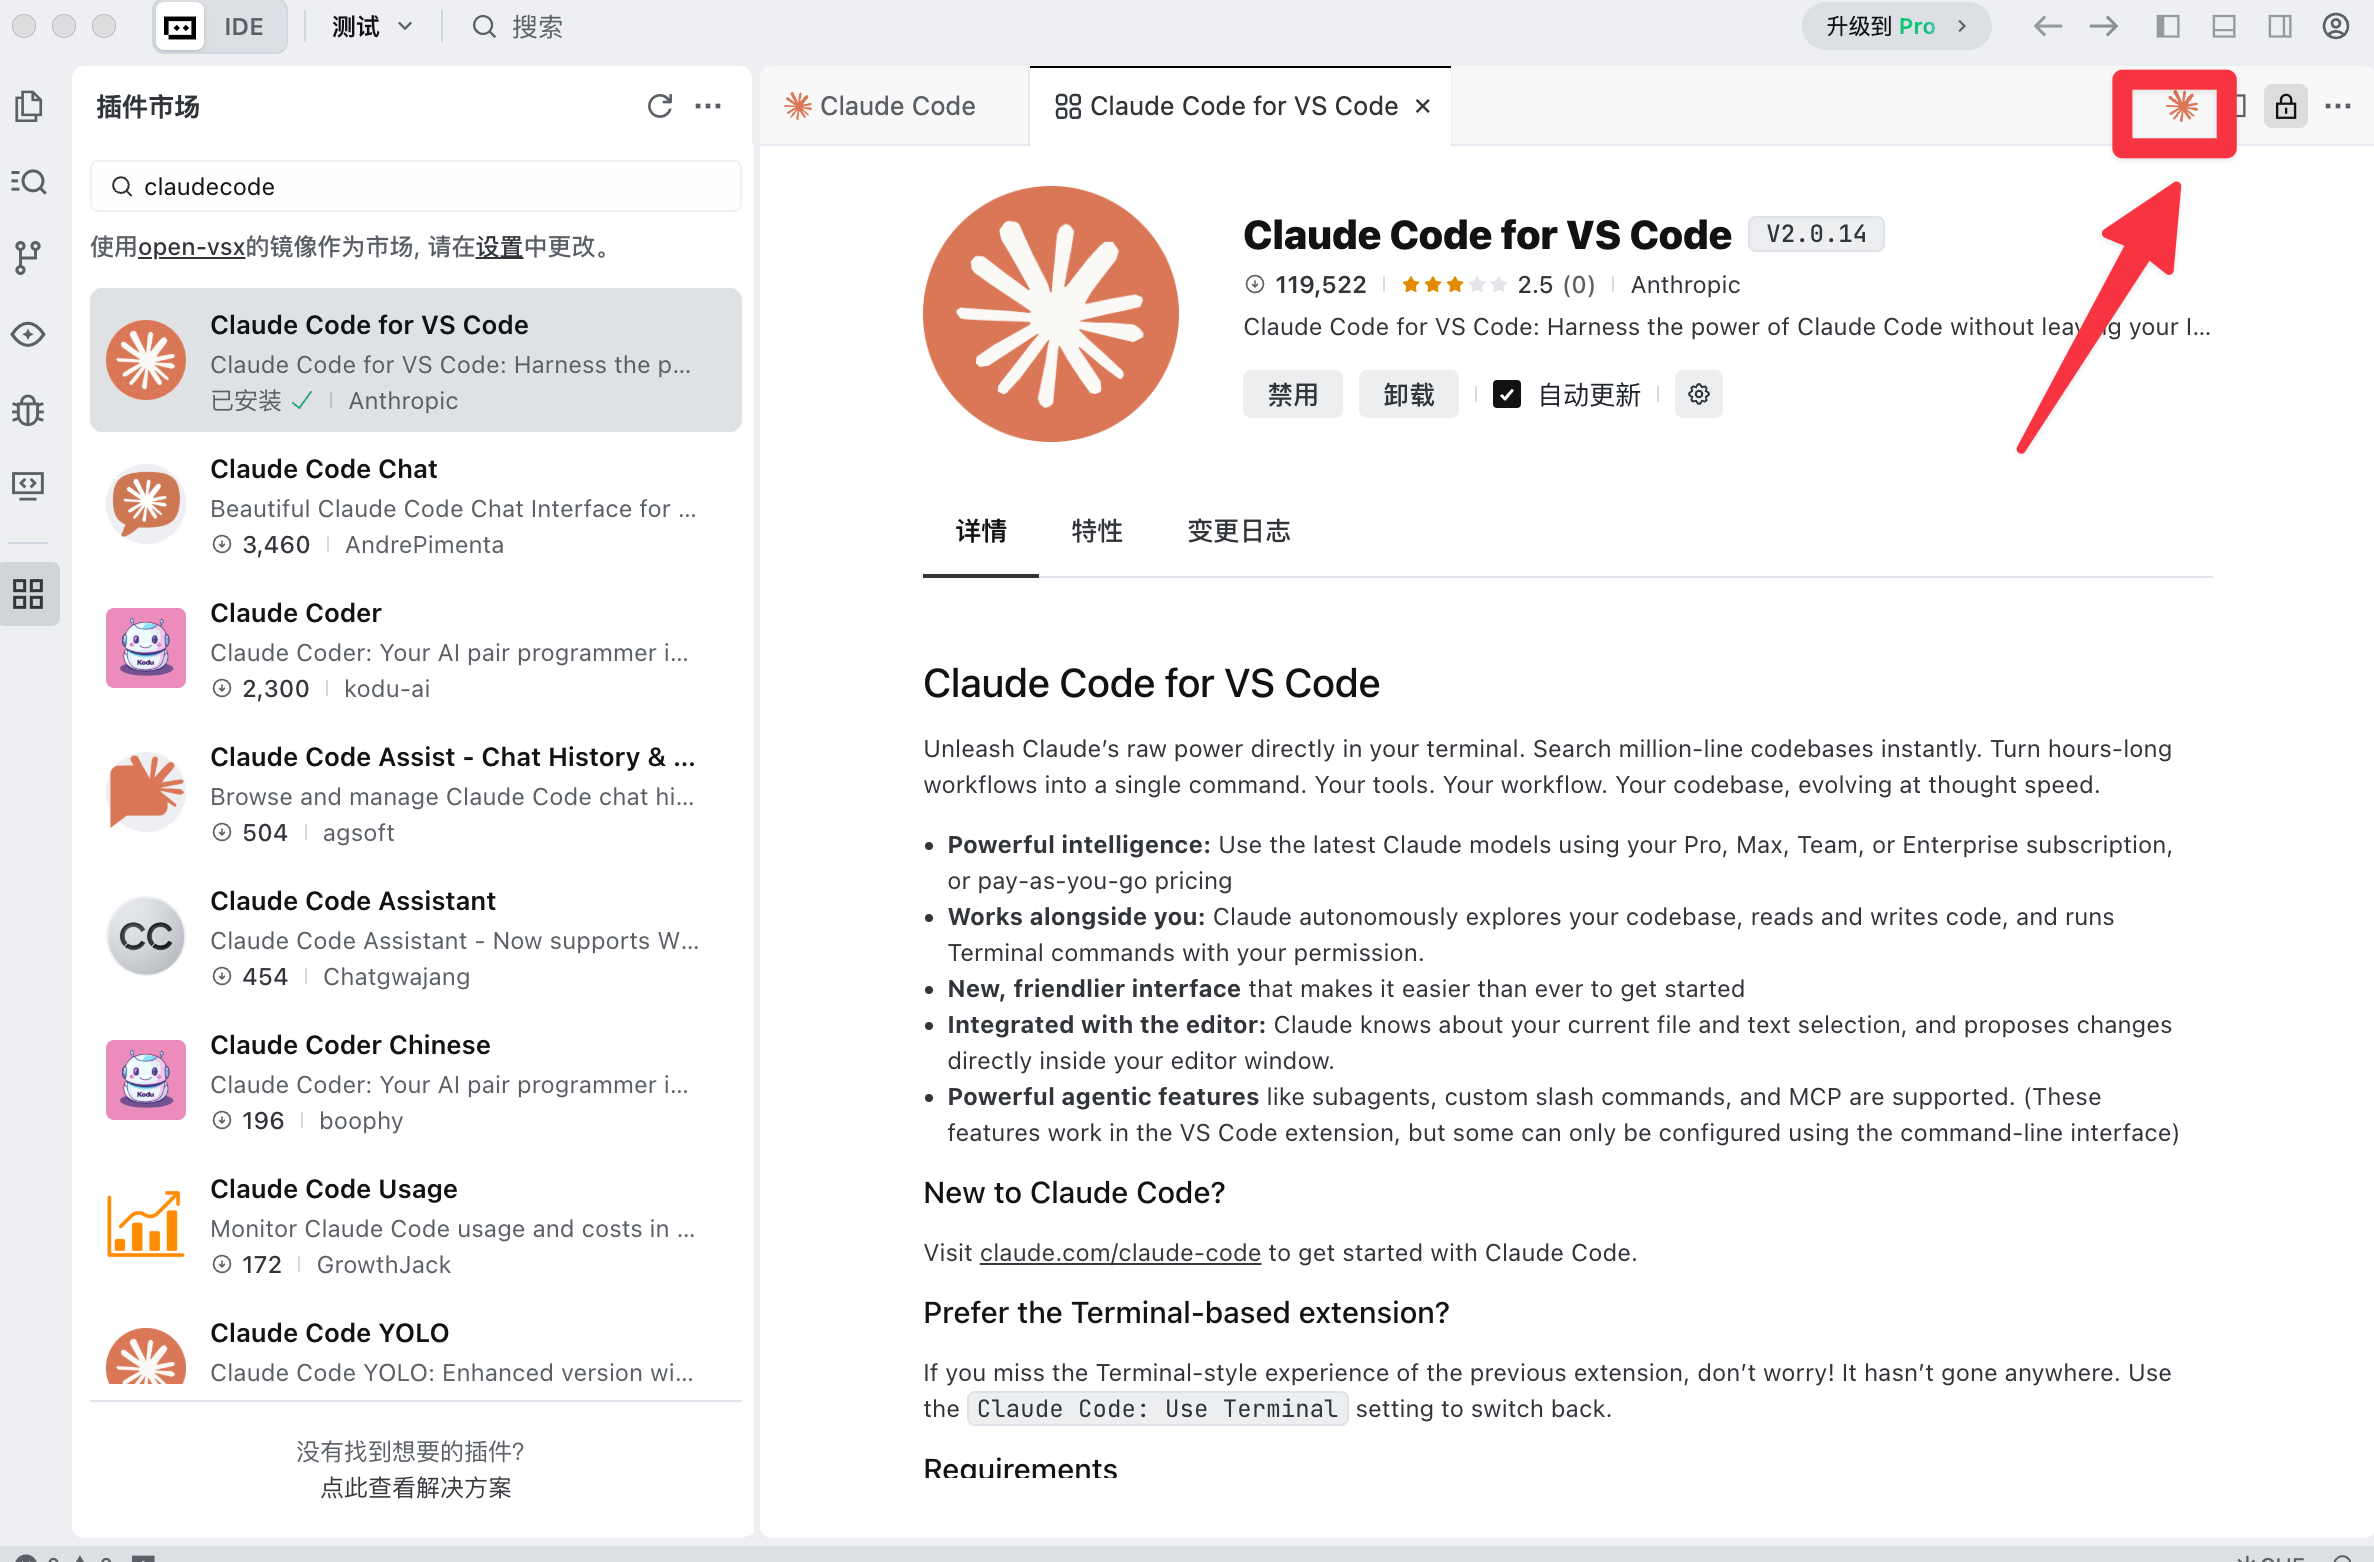 IDE
测试
搜索
升级到 Pro
插件市场
claudecode
使用open-vsx的镜像作为市场, 请在设置中更改。
Claude Code for VS Code
Claude Code for VS Code: Harness the p...
已安装
Anthropic
Claude Code Chat
Beautiful Claude Code Chat Interface for ...
3,460
AndrePimenta
Claude Coder
Claude Coder: Your AI pair programmer i...
2,300
kodu-ai
Kodu
Claude Code Assist - Chat History & ...
Browse and manage Claude Code chat hi...
504
agsoft
CC
Claude Code Assistant
Claude Code Assistant - Now supports W...
454
Chatgwajang
Claude Coder Chinese
Claude Coder: Your AI pair programmer i...
196
boophy
Kodu
Claude Code Usage
Monitor Claude Code usage and costs in ...
172
GrowthJack
Claude Code YOLO
Claude Code YOLO: Enhanced version wi...
没有找到想要的插件?
点此查看解决方案
Claude Code
Claude Code for VS Code
Claude Code for VS Code
V2.0.14
119,522
2.5 (0)
Anthropic
Claude Code for VS Code: Harness the power of Claude Code without leaving your I...
禁用
卸载
自动更新
详情
特性
变更日志
Claude Code for VS Code
Unleash Claude’s raw power directly in your terminal. Search million-line codebases instantly. Turn hours-long
workflows into a single command. Your tools. Your workflow. Your codebase, evolving at thought speed.
• Powerful intelligence: Use the latest Claude models using your Pro, Max, Team, or Enterprise subscription,
or pay-as-you-go pricing
• Works alongside you: Claude autonomously explores your codebase, reads and writes code, and runs
Terminal commands with your permission.
• New, friendlier interface that makes it easier than ever to get started
• Integrated with the editor: Claude knows about your current file and text selection, and proposes changes
directly inside your editor window.
• Powerful agentic features like subagents, custom slash commands, and MCP are supported. (These
features work in the VS Code extension, but some can only be configured using the command-line interface)
New to Claude Code?
Visit claude.com/claude-code to get started with Claude Code.
Prefer the Terminal-based extension?
If you miss the Terminal-style experience of the previous extension, don’t worry! It hasn’t gone anywhere. Use
the Claude Code: Use Terminal setting to switch back.
Requirements